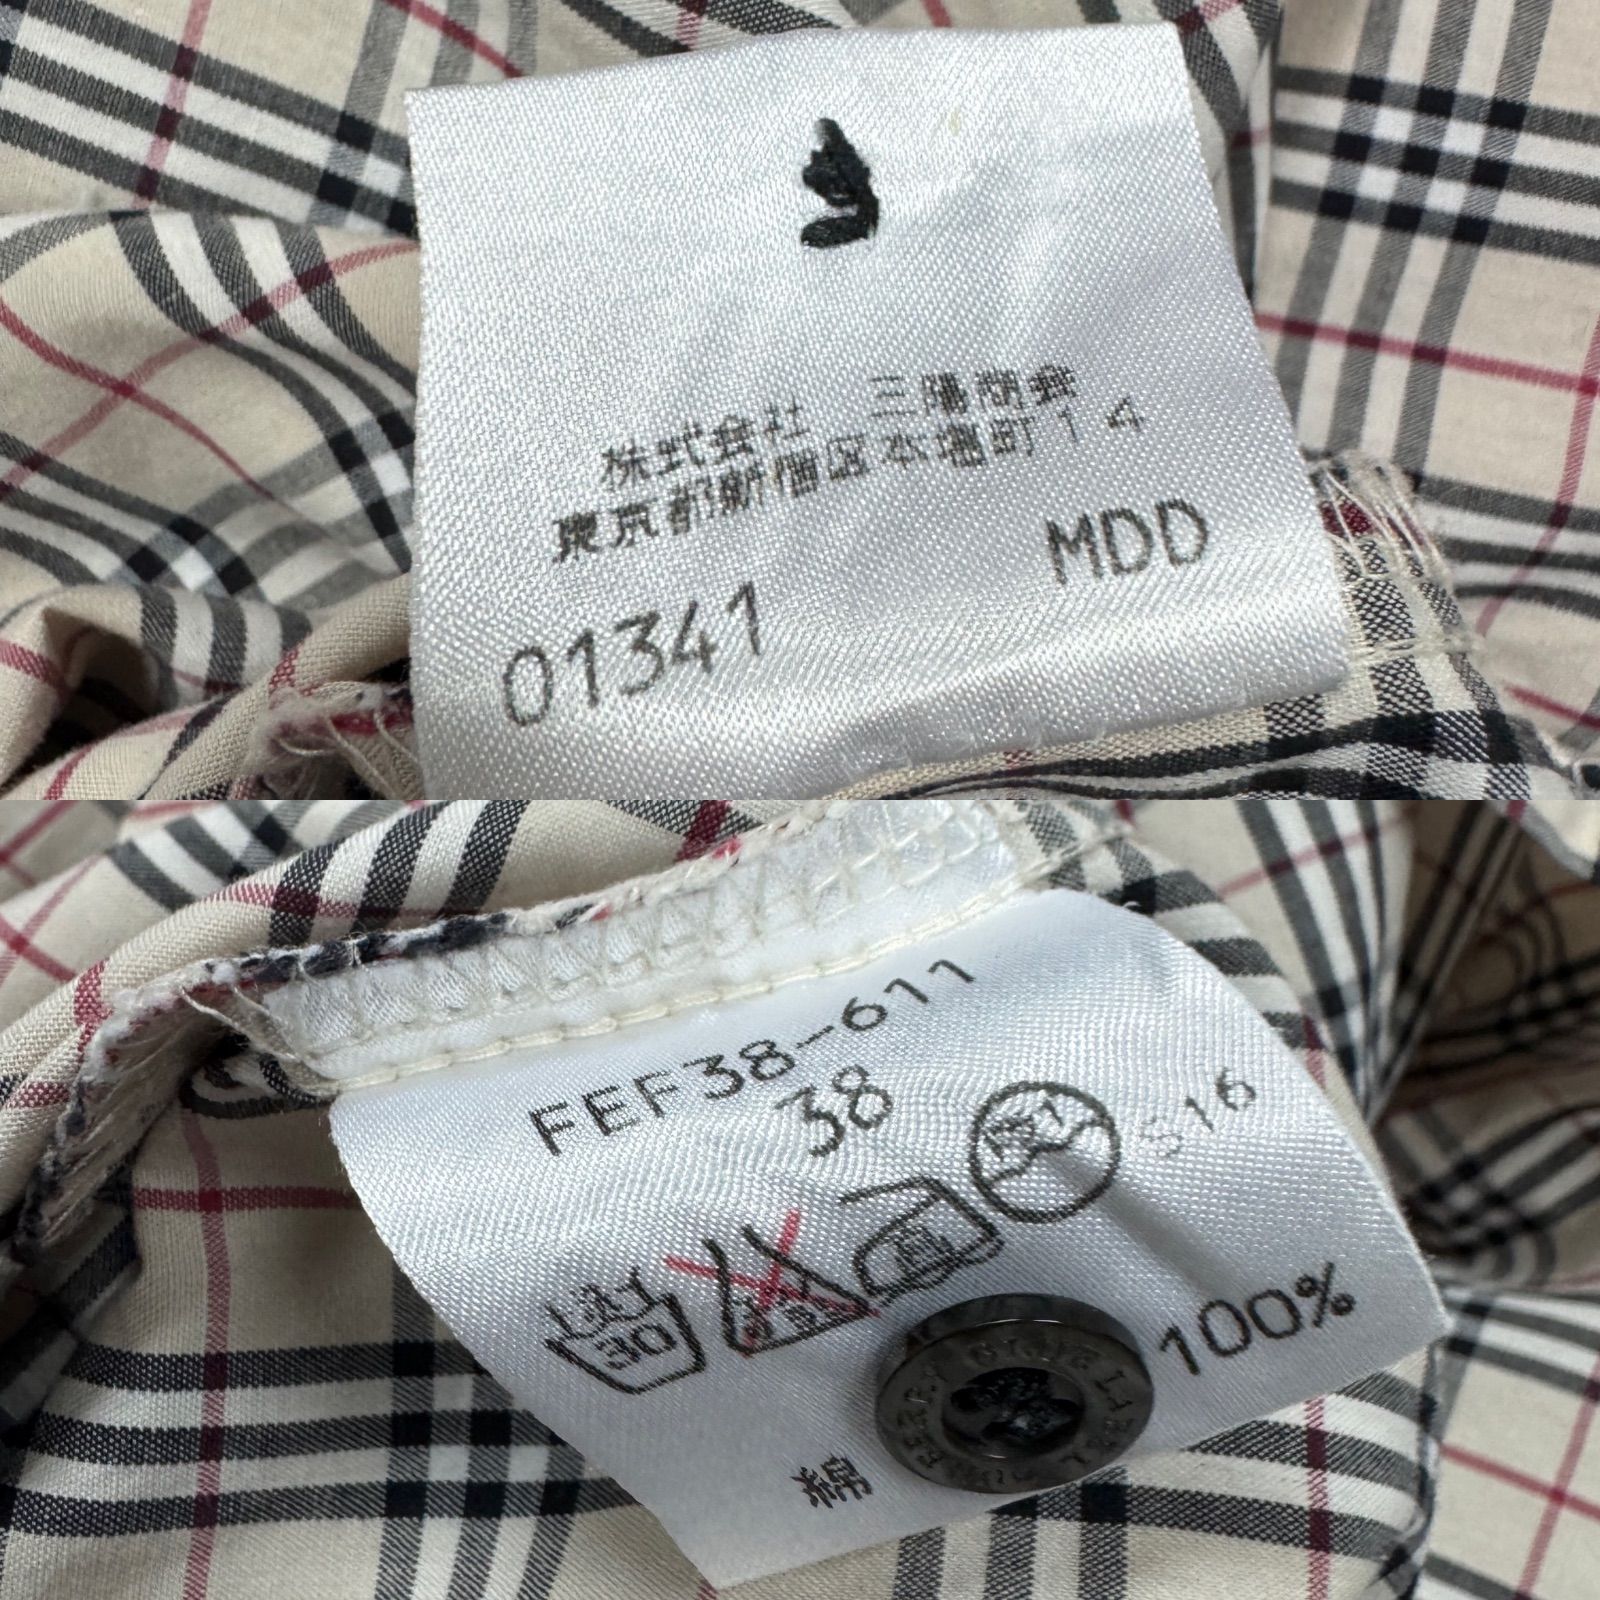 株式会社 三陽商会
東京都新宿区本塩町14
MDD
01341
FEF38-611
38
S16
30
100%
綿